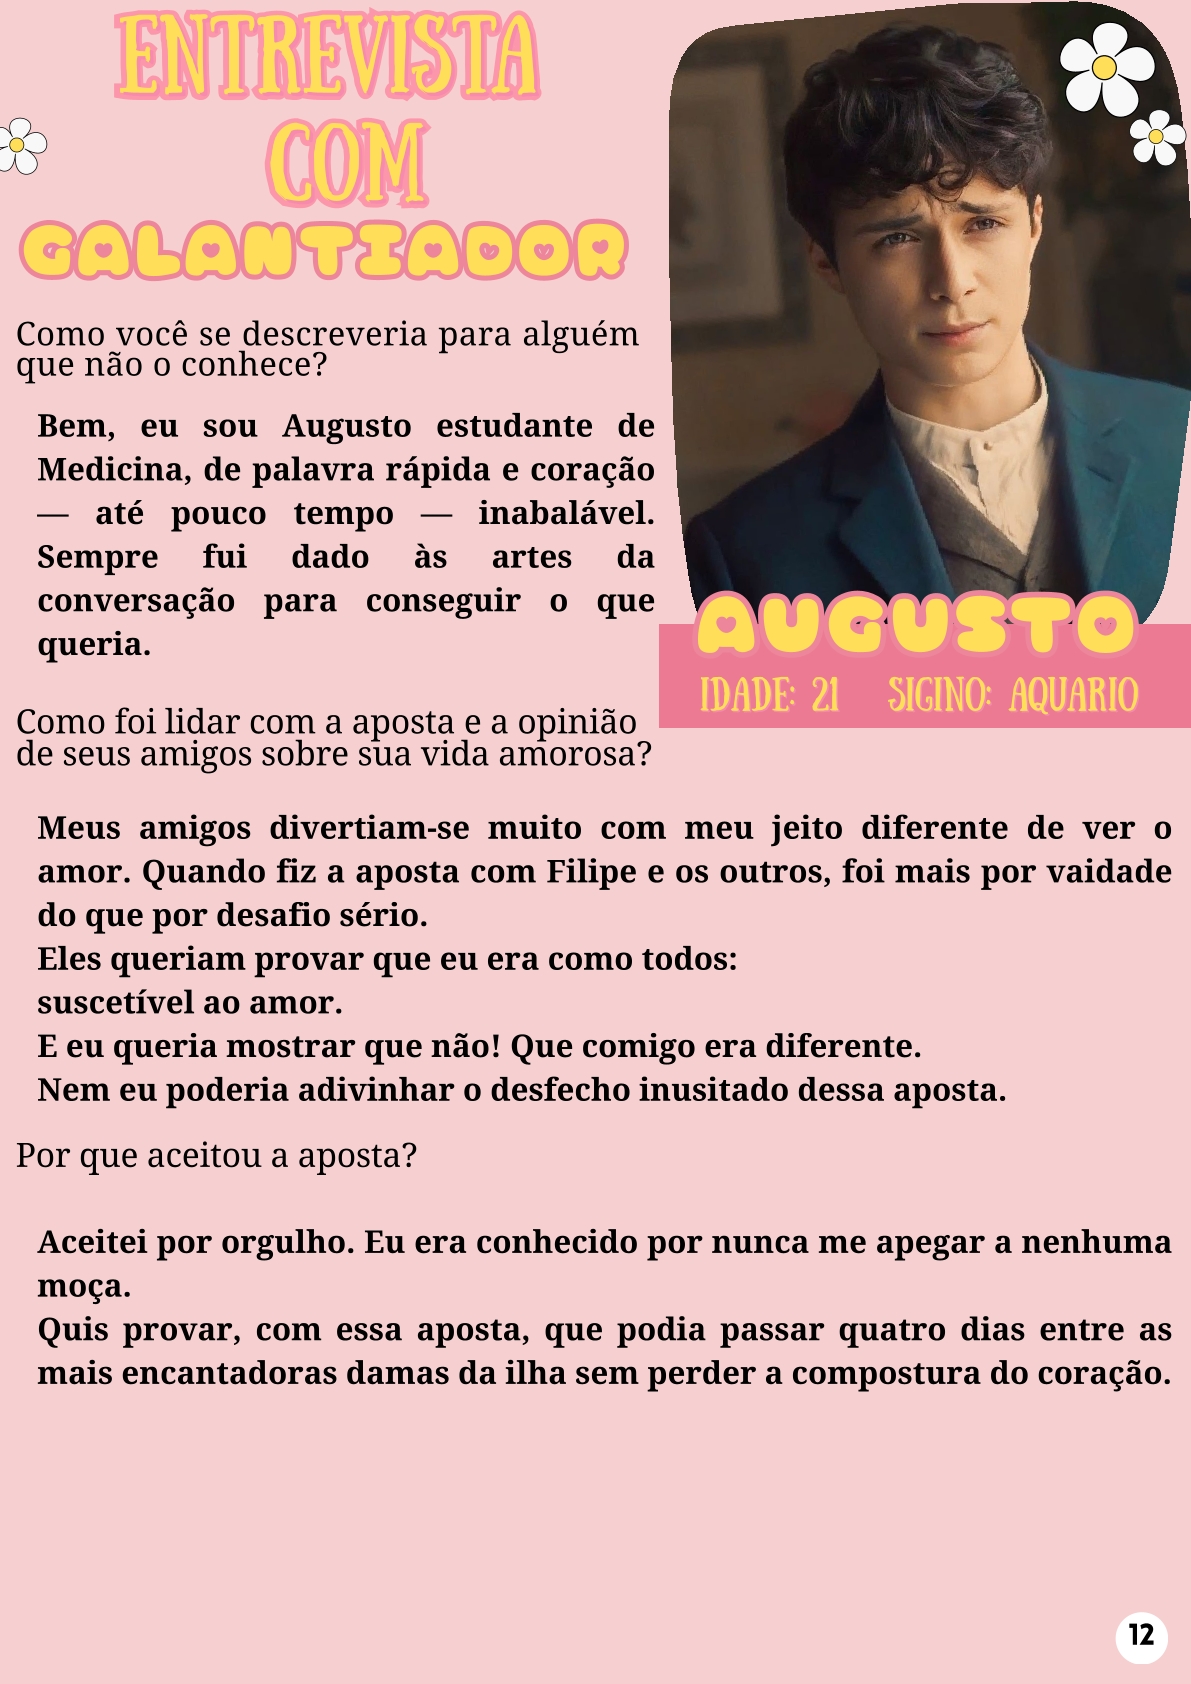 ENTREVISTA
COM
GALANTIADOR
Como você se descreveria para alguém
que não o conhece?
Bem, eu sou Augusto estudante de
Medicina, de palavra rápida e coração
— até pouco tempo — inabalável.
Sempre fui dado às artes da
conversação para conseguir o que
queria.
AUGUSTO
IDADE: 21 SIGINO: AQUARIO
Como foi lidar com a aposta e a opinião
de seus amigos sobre sua vida amorosa?
Meus amigos divertiam-se muito com meu jeito diferente de ver o
amor. Quando fiz a aposta com Filipe e os outros, foi mais por vaidade
do que por desafio sério.
Eles queriam provar que eu era como todos:
suscetível ao amor.
E eu queria mostrar que não! Que comigo era diferente.
Nem eu poderia adivinhar o desfecho inusitado dessa aposta.
Por que aceitou a aposta?
Aceitei por orgulho. Eu era conhecido por nunca me apegar a nenhuma
moça.
Quis provar, com essa aposta, que podia passar quatro dias entre as
mais encantadoras damas da ilha sem perder a compostura do coração.
12